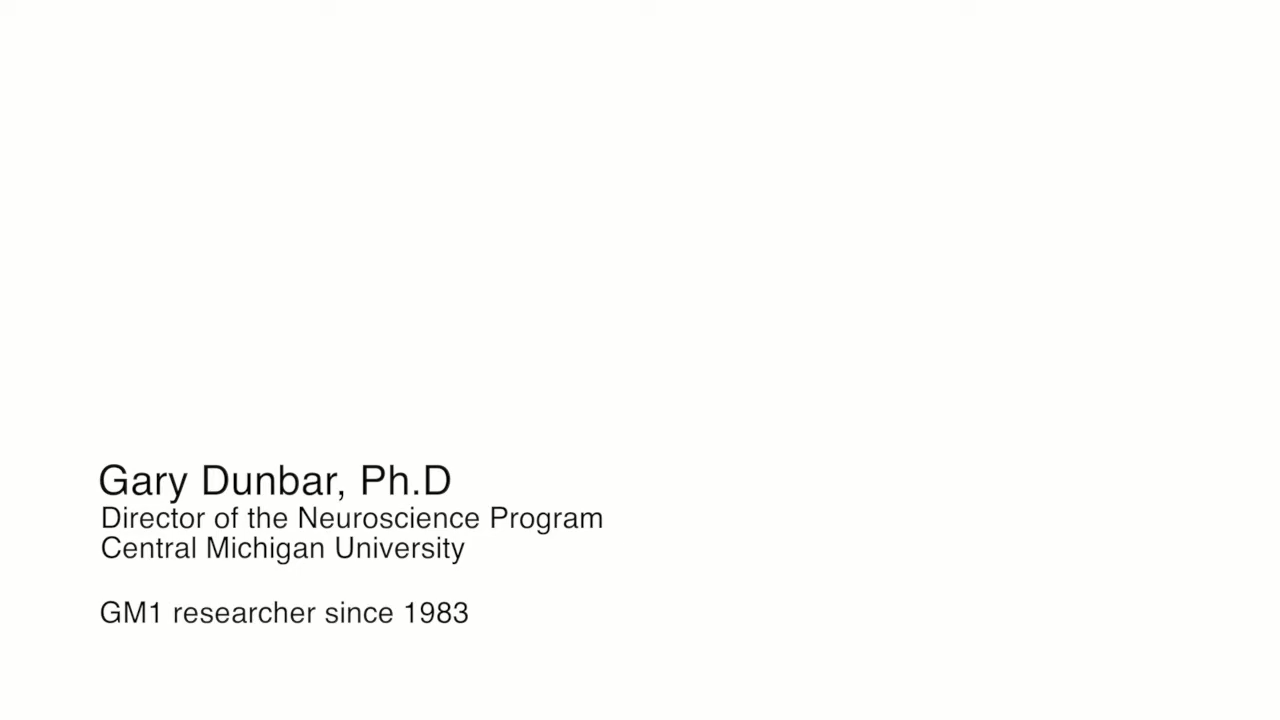 Gary Dunbar, Ph.D
Director of the Neuroscience Program
Central Michigan University
GM1 researcher since 1983